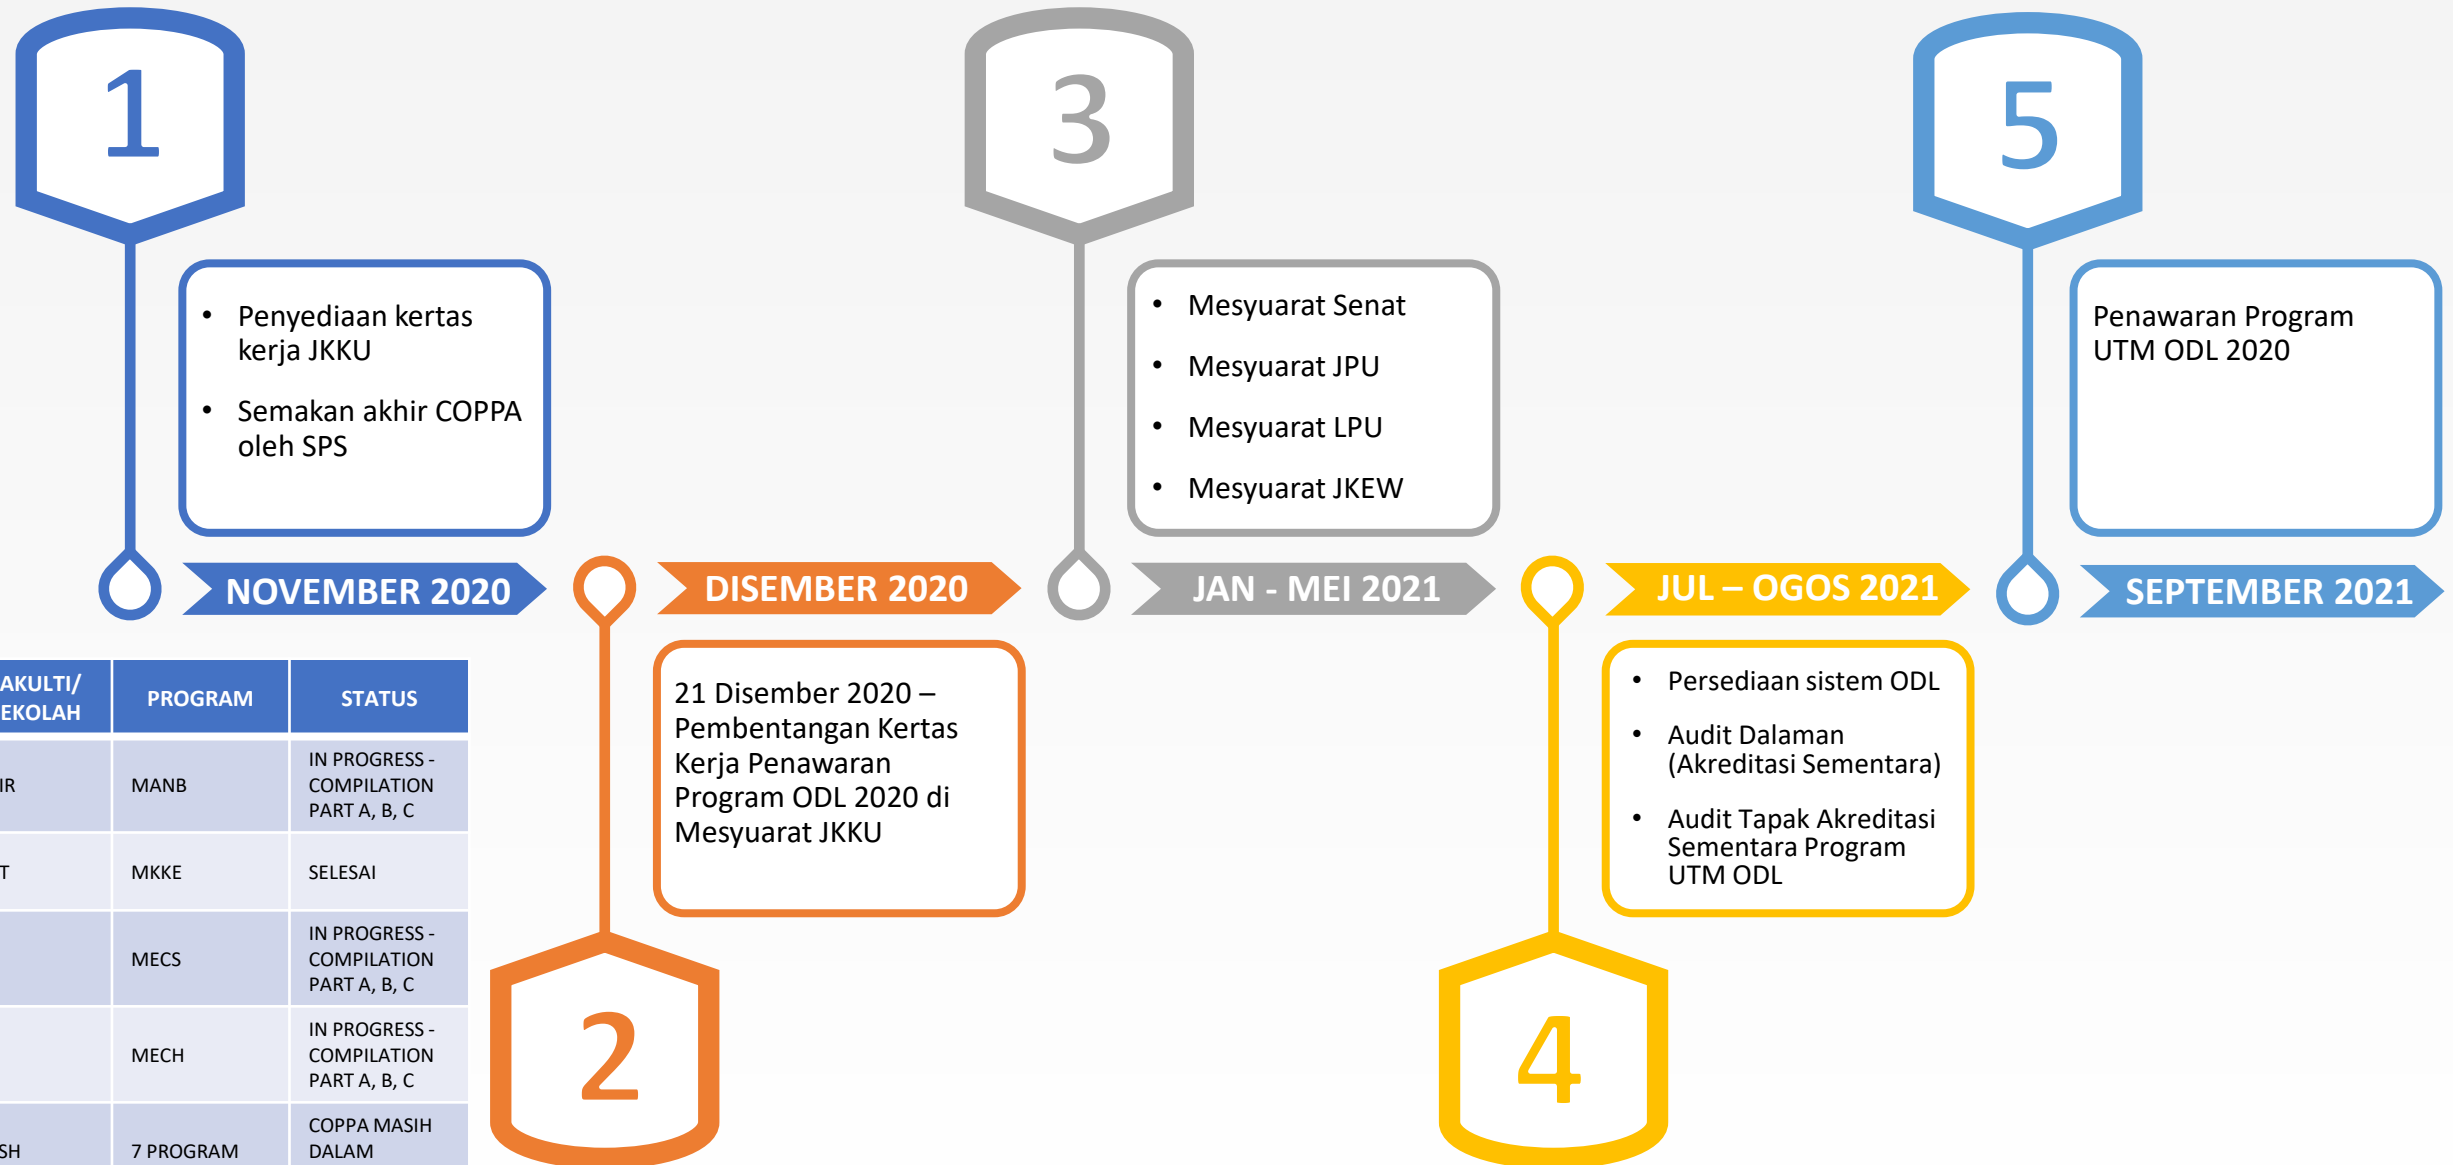 1
3
5
• Penyediaan kertas
kerja JKKU
• Semakan akhir COPPA
oleh SPS
• Mesyuarat Senat
• Mesyuarat JPU
• Mesyuarat LPU
• Mesyuarat JKEW
Penawaran Program
UTM ODL 2020
NOVEMBER 2020
DISEMBER 2020
JAN - MEI 2021
JUL – OGOS 2021
SEPTEMBER 2021
21 Disember 2020 –
Pembentangan Kertas
Kerja Penawaran
Program ODL 2020 di
Mesyuarat JKKU
• Persediaan sistem ODL
• Audit Dalaman
(Akreditasi Sementara)
• Audit Tapak Akreditasi
Sementara Program
UTM ODL
2
4
AKULTI/
EKOLAH
PROGRAM
STATUS
IR
MANB
IN PROGRESS -
COMPILATION
PART A, B, C
T
MKKE
SELESAI
MECS
IN PROGRESS -
COMPILATION
PART A, B, C
MECH
IN PROGRESS -
COMPILATION
PART A, B, C
SH
7 PROGRAM
COPPA MASIH
DALAM